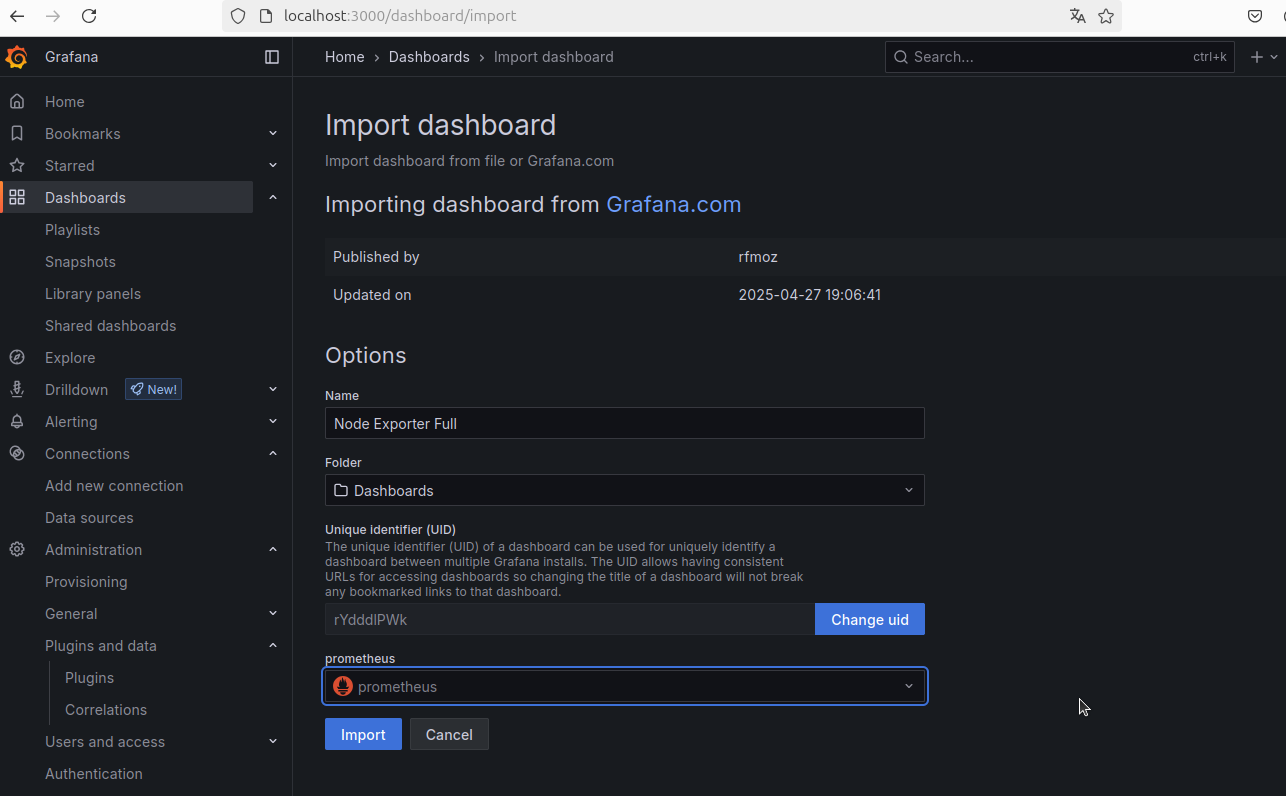 localhost:3000/dashboard/import
Grafana
Home › Dashboards › Import dashboard
Search...
ctrl+k
Home
Bookmarks
Starred
Dashboards
Playlists
Snapshots
Library panels
Shared dashboards
Explore
Drilldown
New!
Alerting
Connections
Add new connection
Data sources
Administration
Provisioning
General
Plugins and data
Plugins
Correlations
Users and access
Authentication
Import dashboard
Import dashboard from file or Grafana.com
Importing dashboard from Grafana.com
Published by rfmoz
Updated on 2025-04-27 19:06:41
Options
Name
Node Exporter Full
Folder
Dashboards
Unique identifier (UID)
The unique identifier (UID) of a dashboard can be used for uniquely identify a
dashboard between multiple Grafana installs. The UID allows having consistent
URLs for accessing dashboards so changing the title of a dashboard will not break
any bookmarked links to that dashboard.
rYdddlPWk
Change uid
prometheus
prometheus
Import
Cancel